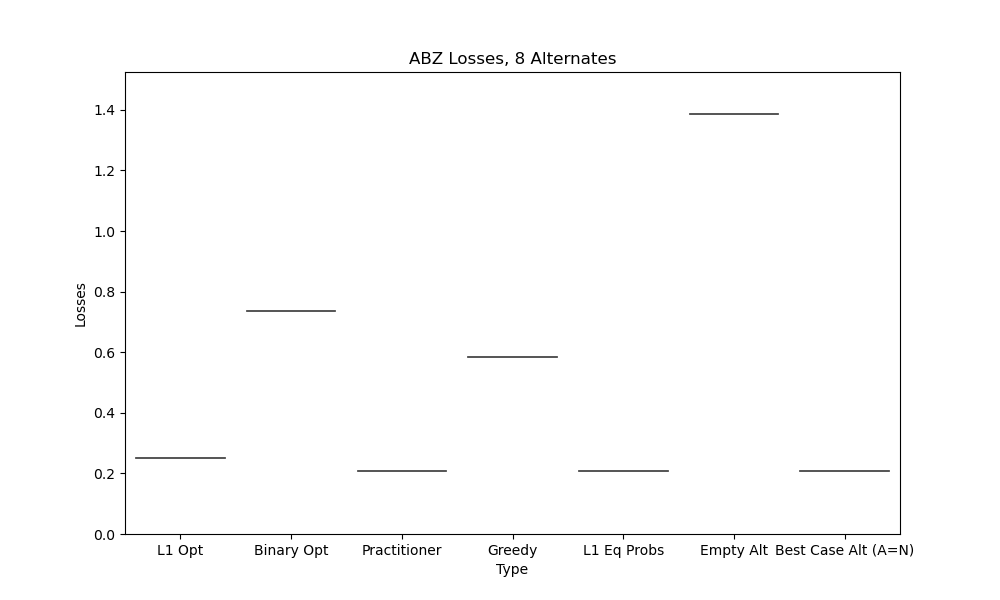 ABZ Losses, 8 Alternates
1.4
1.2
1.0
0.8
0.6
0.4
0.2
0.0
Losses
L1 Opt Binary Opt Practitioner Greedy L1 Eq Probs Empty Alt Best Case Alt (A=N)
Type